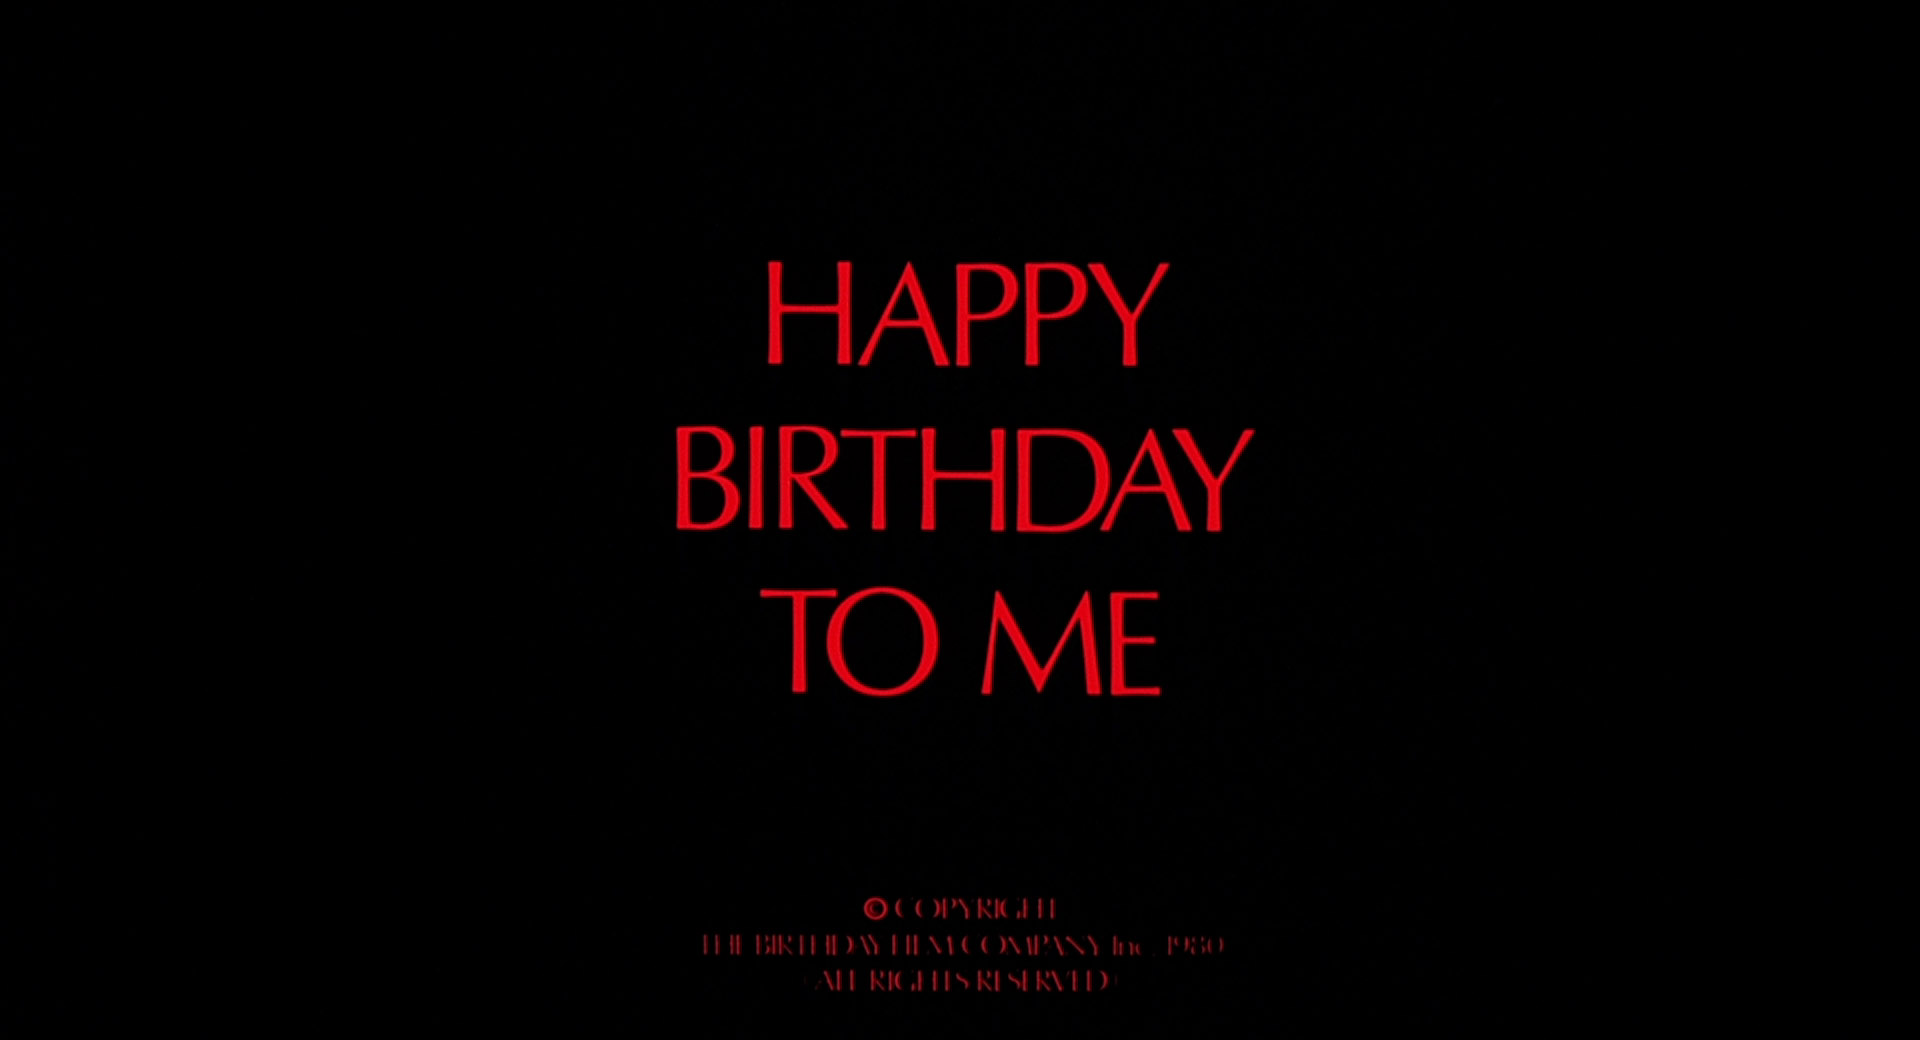 HAPPY
BIRTHDAY
TO ME
© COPYRIGHT
THE BIRTHDAY FILM COMPANY Inc. 1980
(ALL RIGHTS RESERVED)